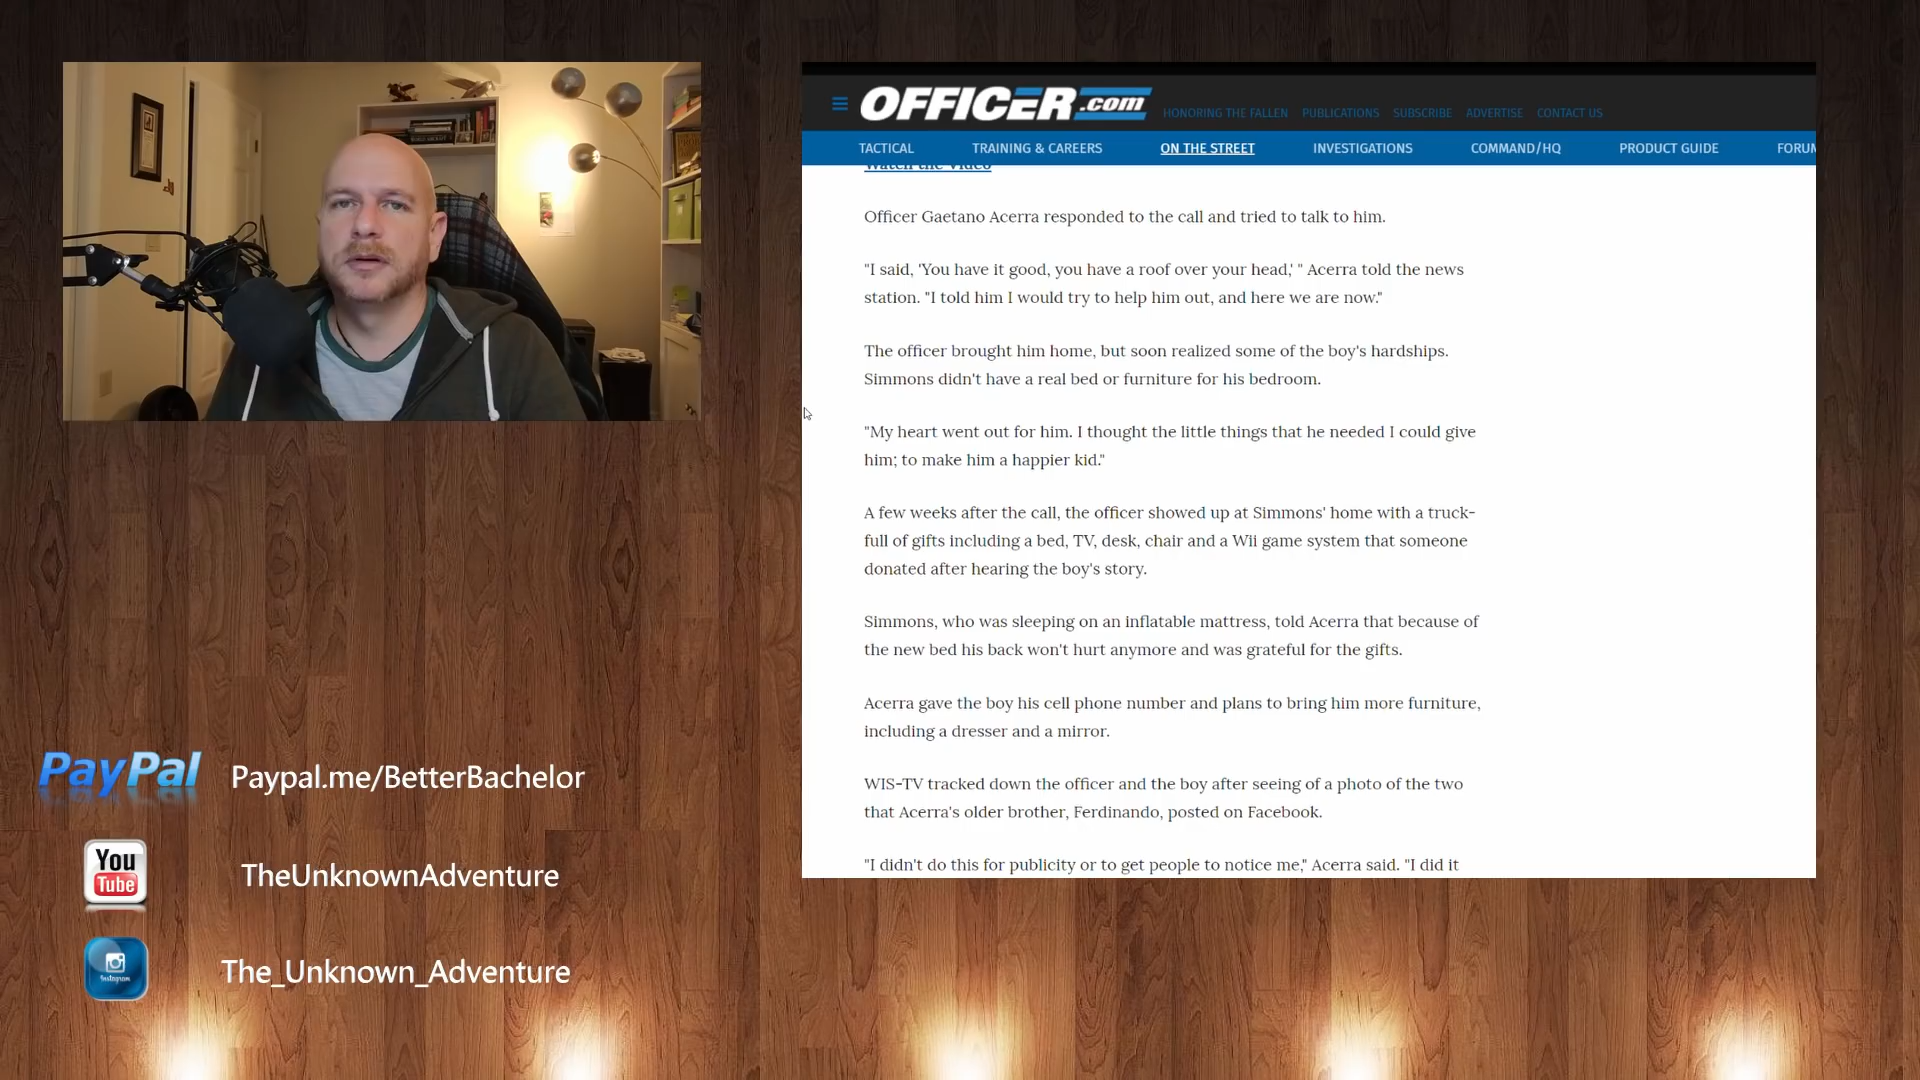 OFFICER.com
HONORING THE FALLEN PUBLICATIONS SUBSCRIBE ADVERTISE CONTACT US
TACTICAL TRAINING & CAREERS ON THE STREET INVESTIGATIONS COMMAND/HQ PRODUCT GUIDE FORUM
Watch the Video
Officer Gaetano Acerra responded to the call and tried to talk to him.
"I said, 'You have it good, you have a roof over your head,' " Acerra told the news
station. "I told him I would try to help him out, and here we are now."
The officer brought him home, but soon realized some of the boy's hardships.
Simmons didn't have a real bed or furniture for his bedroom.
"My heart went out for him. I thought the little things that he needed I could give
him; to make him a happier kid."
A few weeks after the call, the officer showed up at Simmons' home with a truck-
full of gifts including a bed, TV, desk, chair and a Wii game system that someone
donated after hearing the boy's story.
Simmons, who was sleeping on an inflatable mattress, told Acerra that because of
the new bed his back won't hurt anymore and was grateful for the gifts.
Acerra gave the boy his cell phone number and plans to bring him more furniture,
including a dresser and a mirror.
WIS-TV tracked down the officer and the boy after seeing of a photo of the two
that Acerra's older brother, Ferdinando, posted on Facebook.
"I didn't do this for publicity or to get people to notice me," Acerra said. "I did it
PayPal Paypal.me/BetterBachelor
You Tube TheUnknownAdventure
Instagram The_Unknown_Adventure